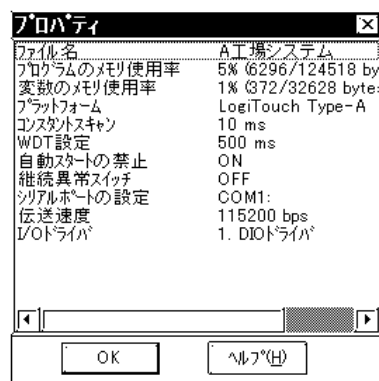 プロパティ
ファイル名 A工場システム
プログラムのメモリ使用率 5% (6296/124518 by
変数のメモリ使用率 1% (372/32628 byte
プラットフォーム LogiTouch Type-A
コンスタントスキャン 10 ms
WDT設定 500 ms
自動スタートの禁止 ON
継続異常スイッチ OFF
シリアルポートの設定 COM1:
伝送速度 115200 bps
I/Oドライバ 1. DIOドライバ
OK ヘルプ(H)